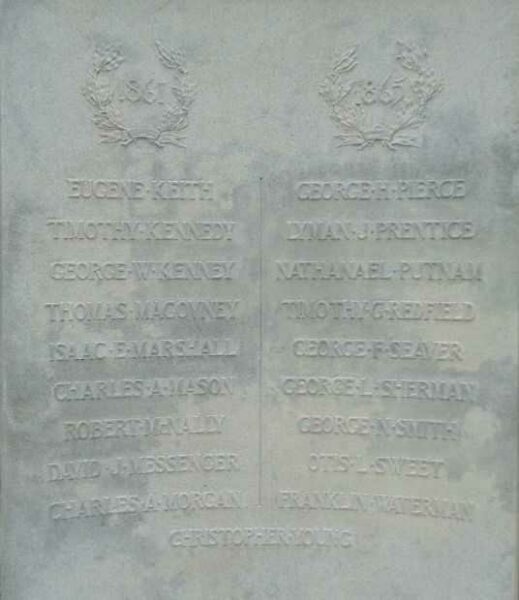 1861
1865
EUGENE·KEITH
TIMOTHY·KENNEDY
GEORGE·W·KENNEY
THOMAS MAGOVNEY
ISAAC·E·MARSHALL
CHARLES·A·MASON
ROBERT·MCNALLY
DAVID·J·MESSENGER
CHARLES·A·MORGAN
GEORGE·H·PIERCE
LYMAN·J·PRENTICE
NATHANAEL·PUTNAM
TIMOTHY·G·REDFIELD
GEORGE·F·SEAVER
GEORGE·L·SHERMAN
GEORGE·N·SMITH
OTIS·L·SWEET
FRANKLIN·WATERMAN
CHRISTOPHER·YOUNG